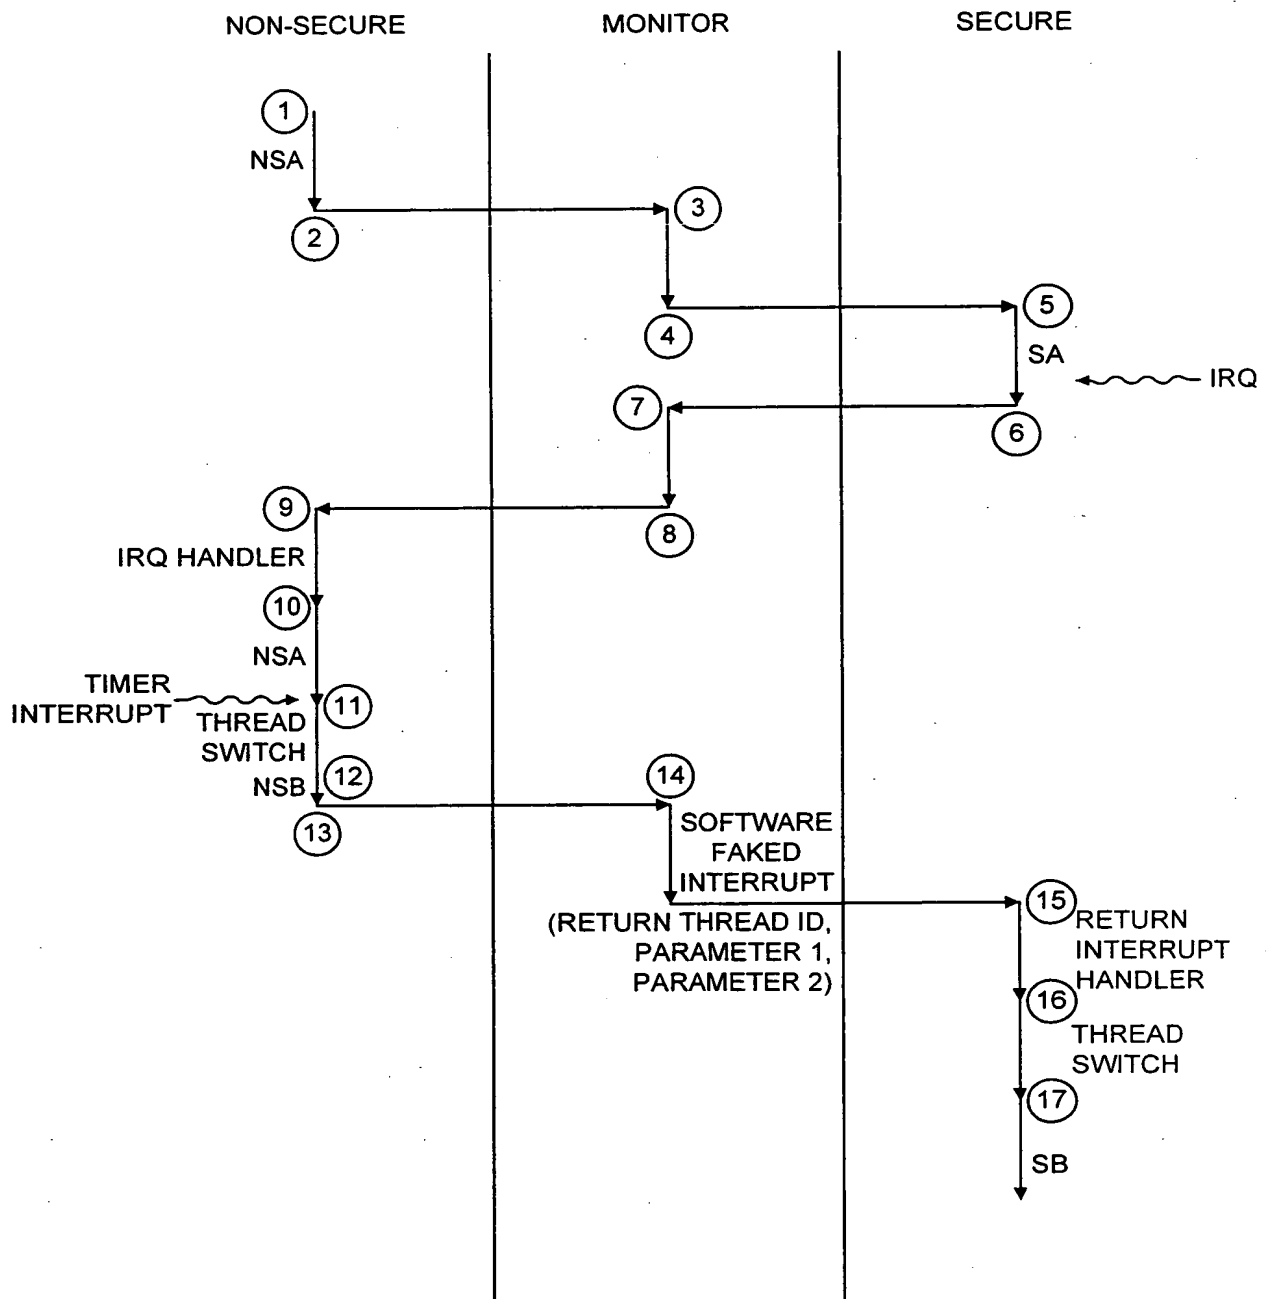 NON-SECURE
MONITOR
SECURE
1
NSA
2
3
4
5
SA
IRQ
6
7
8
9
IRQ HANDLER
10
NSA
TIMER
INTERRUPT
11
THREAD
SWITCH
12
NSB
13
14
SOFTWARE
FAKED
INTERRUPT
(RETURN THREAD ID,
PARAMETER 1,
PARAMETER 2)
15
RETURN
INTERRUPT
HANDLER
16
THREAD
SWITCH
17
SB